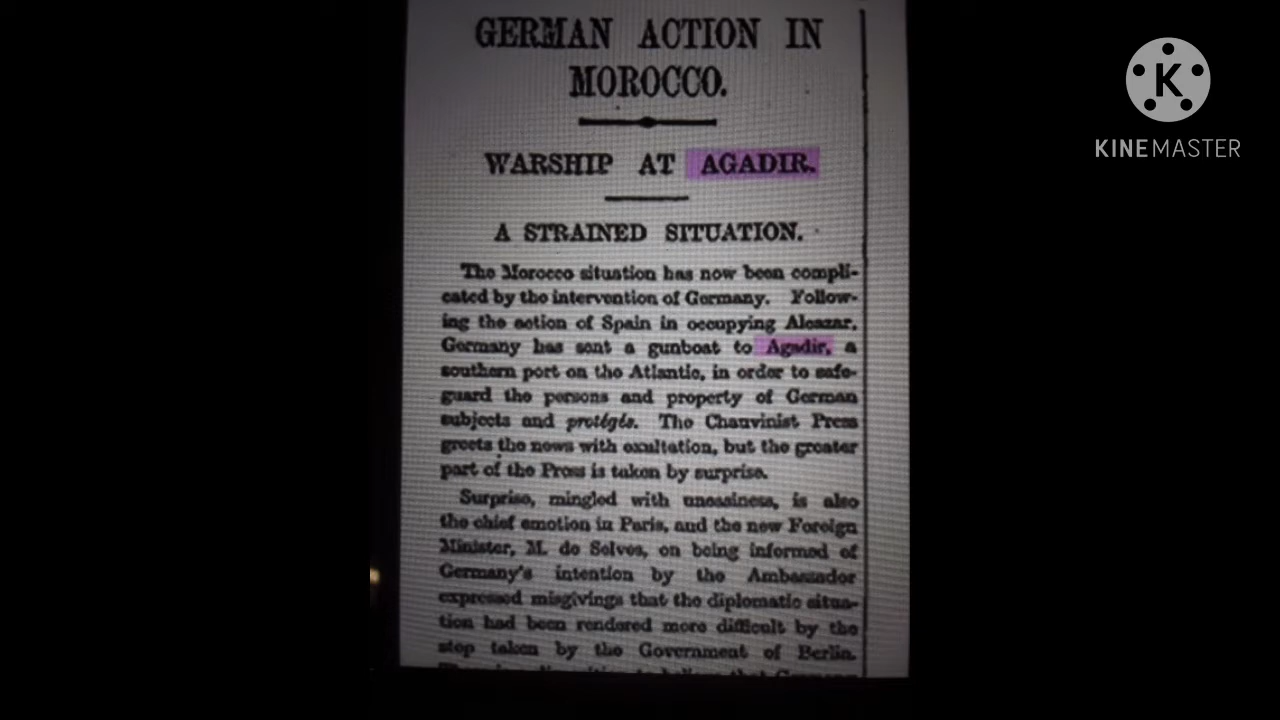 GERMAN ACTION IN
MOROCCO.
WARSHIP AT AGADIR.
A STRAINED SITUATION.
The Morocco situation has now been compli-
cated by the intervention of Germany. Follow-
ing the action of Spain in occupying Alcazar,
Germany has sent a gunboat to Agadir, a
southern port on the Atlantic, in order to safe-
guard the persons and property of German
subjects and protégés. The Chauvinist Press
greets the news with exultation, but the greater
part of the Press is taken by surprise.
Surprise, mingled with uneasiness, is also
the chief emotion in Paris, and the new Foreign
Minister, M. de Selves, on being informed of
Germany's intention by the Ambassador
expressed misgivings that the diplomatic situa-
tion had been rendered more difficult by the
step taken by the Government of Berlin.
K
KINEMASTER